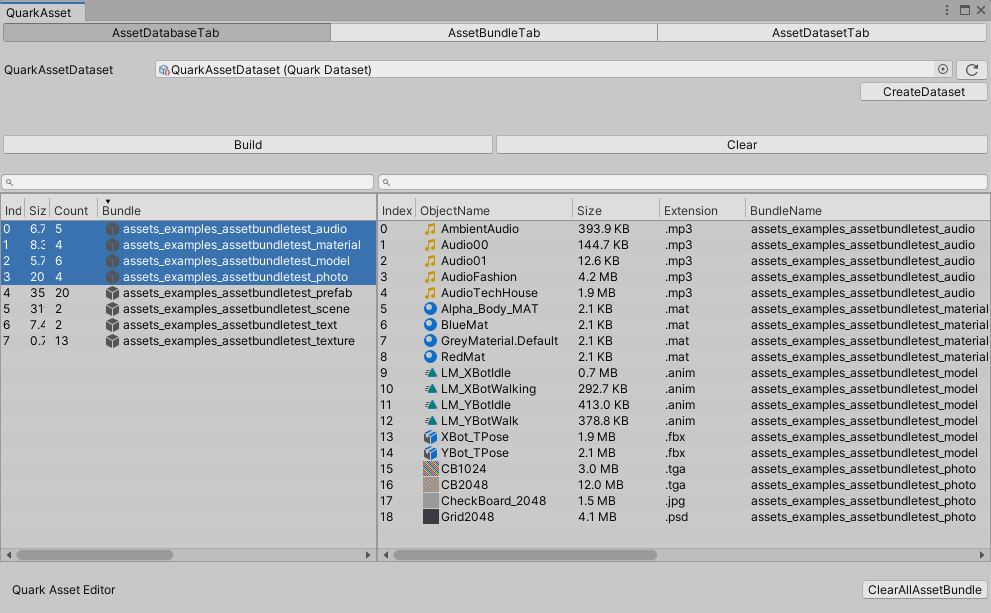 QuarkAsset
AssetDatabaseTab AssetBundleTab AssetDatasetTab
QuarkAssetDataset QuarkAssetDataset (Quark Dataset)
CreateDataset
Build Clear
Ind Siz Count Bundle
0 6.7 5 assets_examples_assetbundletest_audio
1 8.3 4 assets_examples_assetbundletest_material
2 5.7 6 assets_examples_assetbundletest_model
3 20 4 assets_examples_assetbundletest_photo
4 35 20 assets_examples_assetbundletest_prefab
5 31 2 assets_examples_assetbundletest_scene
6 7.4 2 assets_examples_assetbundletest_text
7 0.7 13 assets_examples_assetbundletest_texture
Index ObjectName Size Extension BundleName
0 AmbientAudio 393.9 KB .mp3 assets_examples_assetbundletest_audio
1 Audio00 144.7 KB .mp3 assets_examples_assetbundletest_audio
2 Audio01 12.6 KB .mp3 assets_examples_assetbundletest_audio
3 AudioFashion 4.2 MB .mp3 assets_examples_assetbundletest_audio
4 AudioTechHouse 1.9 MB .mp3 assets_examples_assetbundletest_audio
5 Alpha_Body_MAT 2.1 KB .mat assets_examples_assetbundletest_material
6 BlueMat 2.1 KB .mat assets_examples_assetbundletest_material
7 GreyMaterial.Default 2.1 KB .mat assets_examples_assetbundletest_material
8 RedMat 2.1 KB .mat assets_examples_assetbundletest_material
9 LM_XBotIdle 0.7 MB .anim assets_examples_assetbundletest_model
10 LM_XBotWalking 292.7 KB .anim assets_examples_assetbundletest_model
11 LM_YBotIdle 413.0 KB .anim assets_examples_assetbundletest_model
12 LM_YBotWalk 378.8 KB .anim assets_examples_assetbundletest_model
13 XBot_TPose 1.9 MB .fbx assets_examples_assetbundletest_model
14 YBot_TPose 2.1 MB .fbx assets_examples_assetbundletest_model
15 CB1024 3.0 MB .tga assets_examples_assetbundletest_photo
16 CB2048 12.0 MB .tga assets_examples_assetbundletest_photo
17 CheckBoard_2048 1.5 MB .jpg assets_examples_assetbundletest_photo
18 Grid2048 4.1 MB .psd assets_examples_assetbundletest_photo
Quark Asset Editor ClearAllAssetBundle